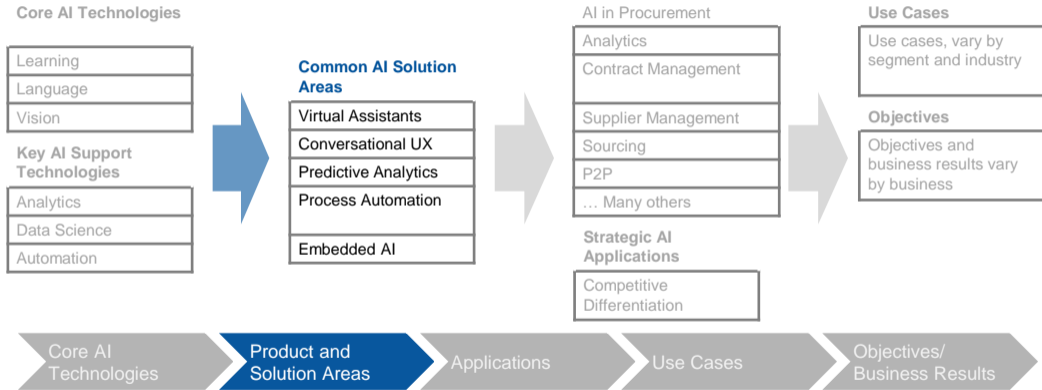 Core AI Technologies
Learning
Language
Vision
Key AI Support
Technologies
Analytics
Data Science
Automation
Common AI Solution
Areas
Virtual Assistants
Conversational UX
Predictive Analytics
Process Automation
Embedded AI
AI in Procurement
Analytics
Contract Management
Supplier Management
Sourcing
P2P
… Many others
Strategic AI
Applications
Competitive
Differentiation
Use Cases
Use cases, vary by
segment and industry
Objectives
Objectives and
business results vary
by business
Core AI
Technologies
Product and
Solution Areas
Applications
Use Cases
Objectives/
Business Results